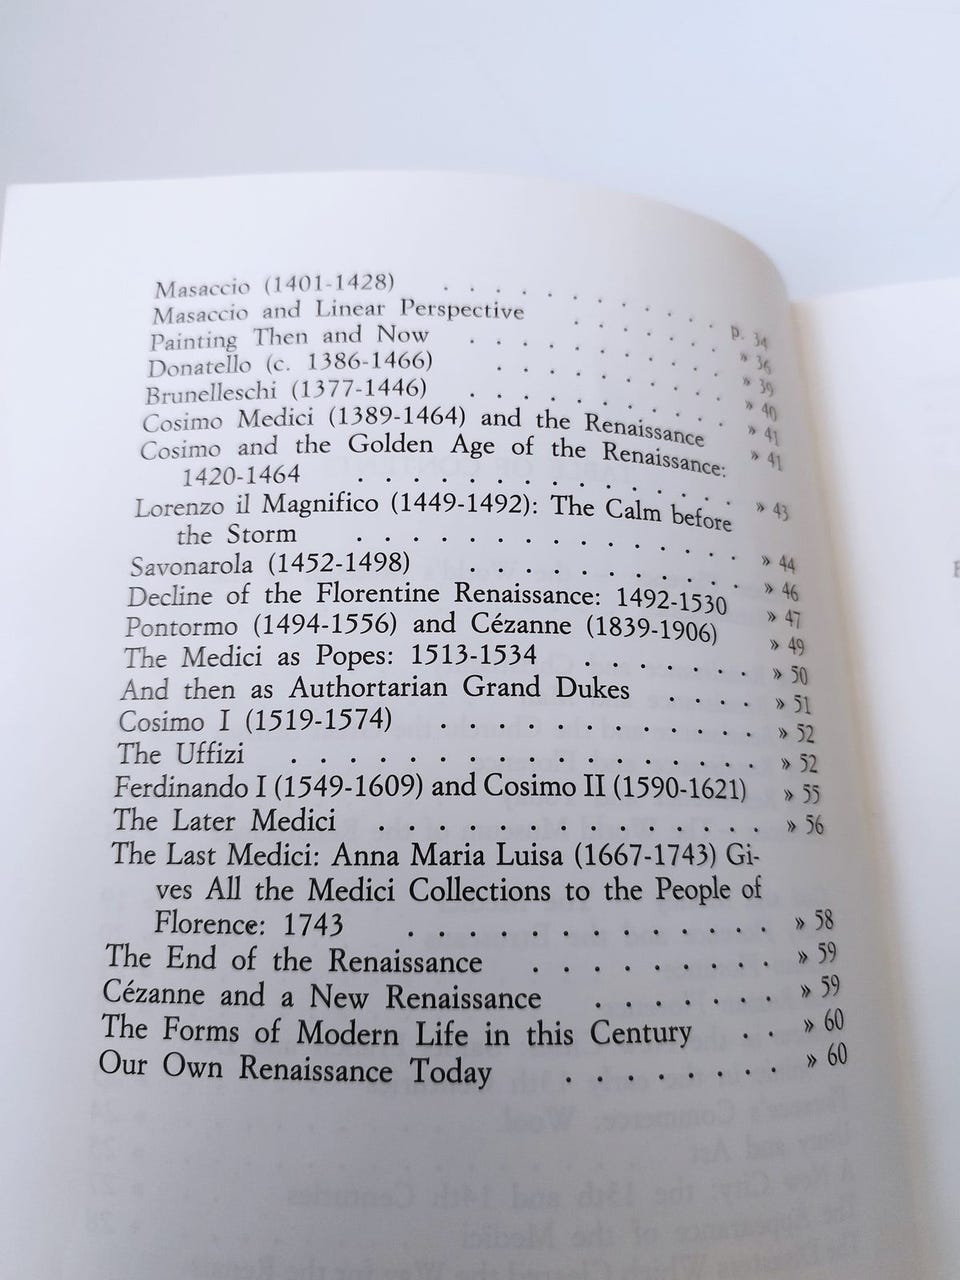 Masaccio (1401-1428) . . . . . . . . . . . p. 34
Masaccio and Linear Perspective . . . . . . » 36
Painting Then and Now . . . . . . . . . . » 39
Donatello (c. 1386-1466) . . . . . . . . . » 40
Brunelleschi (1377-1446) . . . . . . . . . . » 41
Cosimo Medici (1389-1464) and the Renaissance » 41
Cosimo and the Golden Age of the Renaissance:
1420-1464 . . . . . . . . . . . . . . » 43
Lorenzo il Magnifico (1449-1492): The Calm before
the Storm . . . . . . . . . . . . . . » 44
Savonarola (1452-1498) . . . . . . . . . . » 46
Decline of the Florentine Renaissance: 1492-1530 » 47
Pontormo (1494-1556) and Cézanne (1839-1906) » 49
The Medici as Popes: 1513-1534 . . . . . . . » 50
And then as Authortarian Grand Dukes . . . . » 51
Cosimo I (1519-1574) . . . . . . . . . . . » 52
The Uffizi . . . . . . . . . . . . . . . . » 52
Ferdinando I (1549-1609) and Cosimo II (1590-1621) » 55
The Later Medici . . . . . . . . . . . . . » 56
The Last Medici: Anna Maria Luisa (1667-1743) Gi-
ves All the Medici Collections to the People of
Florence: 1743 . . . . . . . . . . . . . » 58
The End of the Renaissance . . . . . . . . » 59
Cézanne and a New Renaissance . . . . . . . » 59
The Forms of Modern Life in this Century . . » 60
Our Own Renaissance Today . . . . . . . . » 60